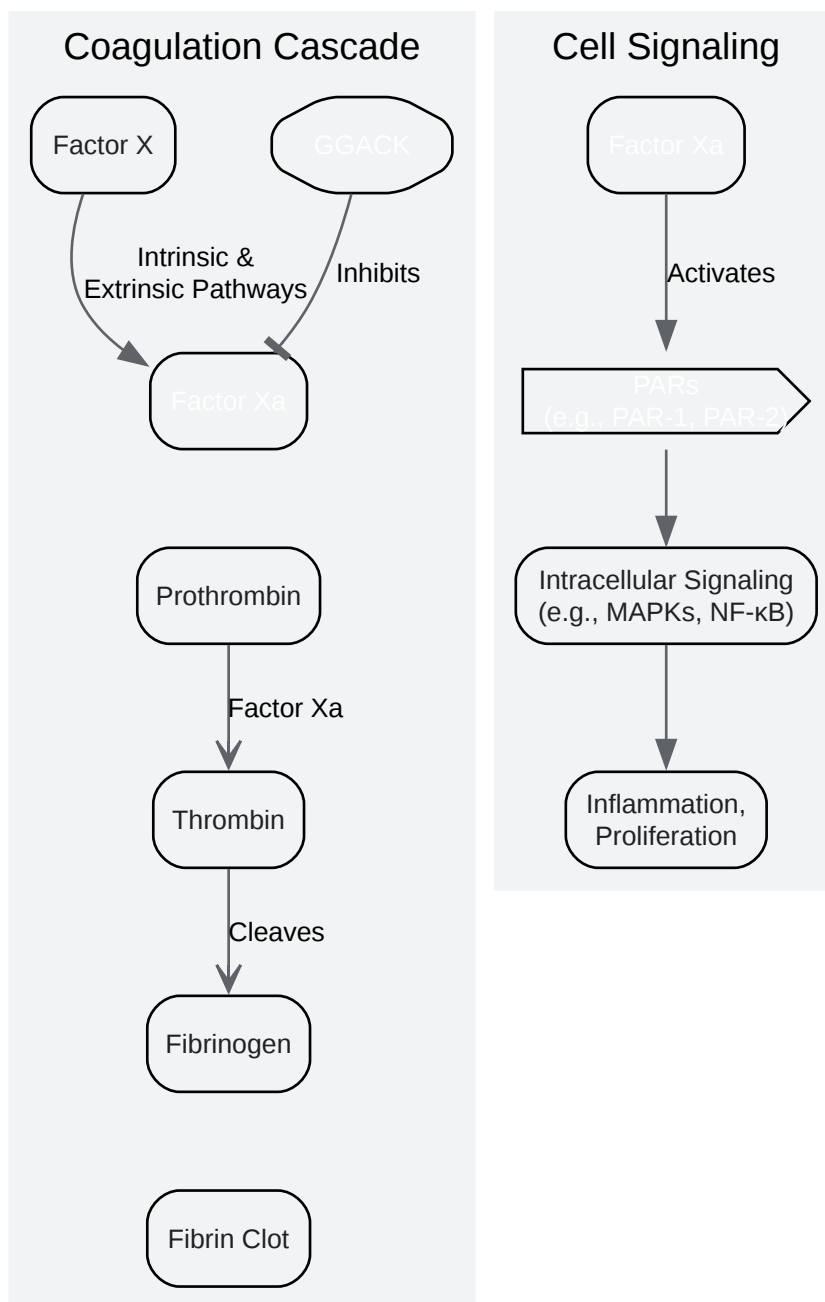 Coagulation Cascade
Factor X
GGACK
Intrinsic &
Extrinsic Pathways
Inhibits
Factor Xa
Prothrombin
Factor Xa
Thrombin
Cleaves
Fibrinogen
Fibrin Clot
Cell Signaling
Factor Xa
Activates
PARs
(e.g., PAR-1, PAR-2)
Intracellular Signaling
(e.g., MAPKs, NF-κB)
Inflammation,
Proliferation